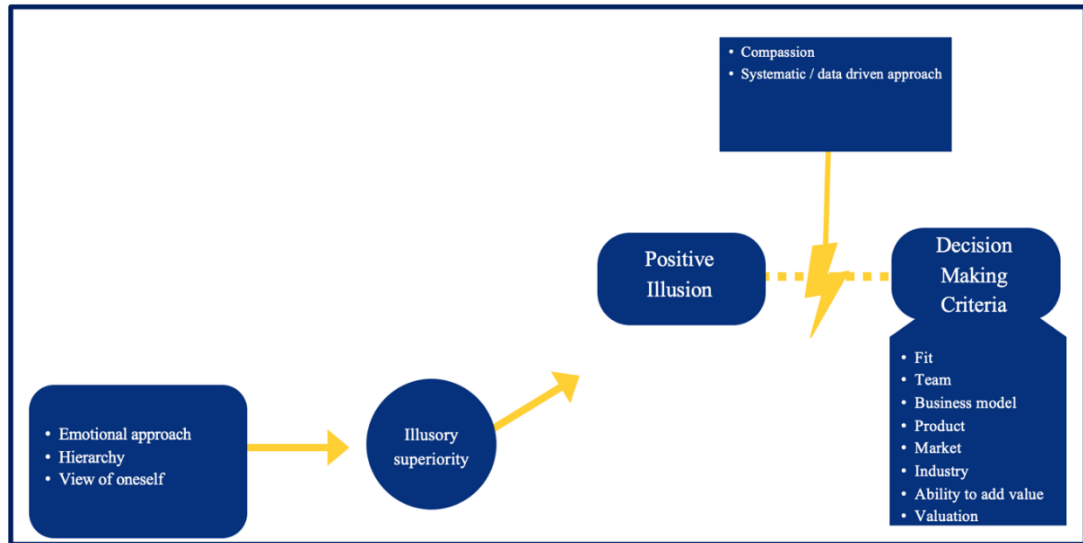 • Compassion
• Systematic / data driven approach
Positive
Illusion
Decision
Making
Criteria
• Fit
• Team
• Business model
• Product
• Market
• Industry
• Ability to add value
• Valuation
• Emotional approach
• Hierarchy
• View of oneself
Illusory
superiority